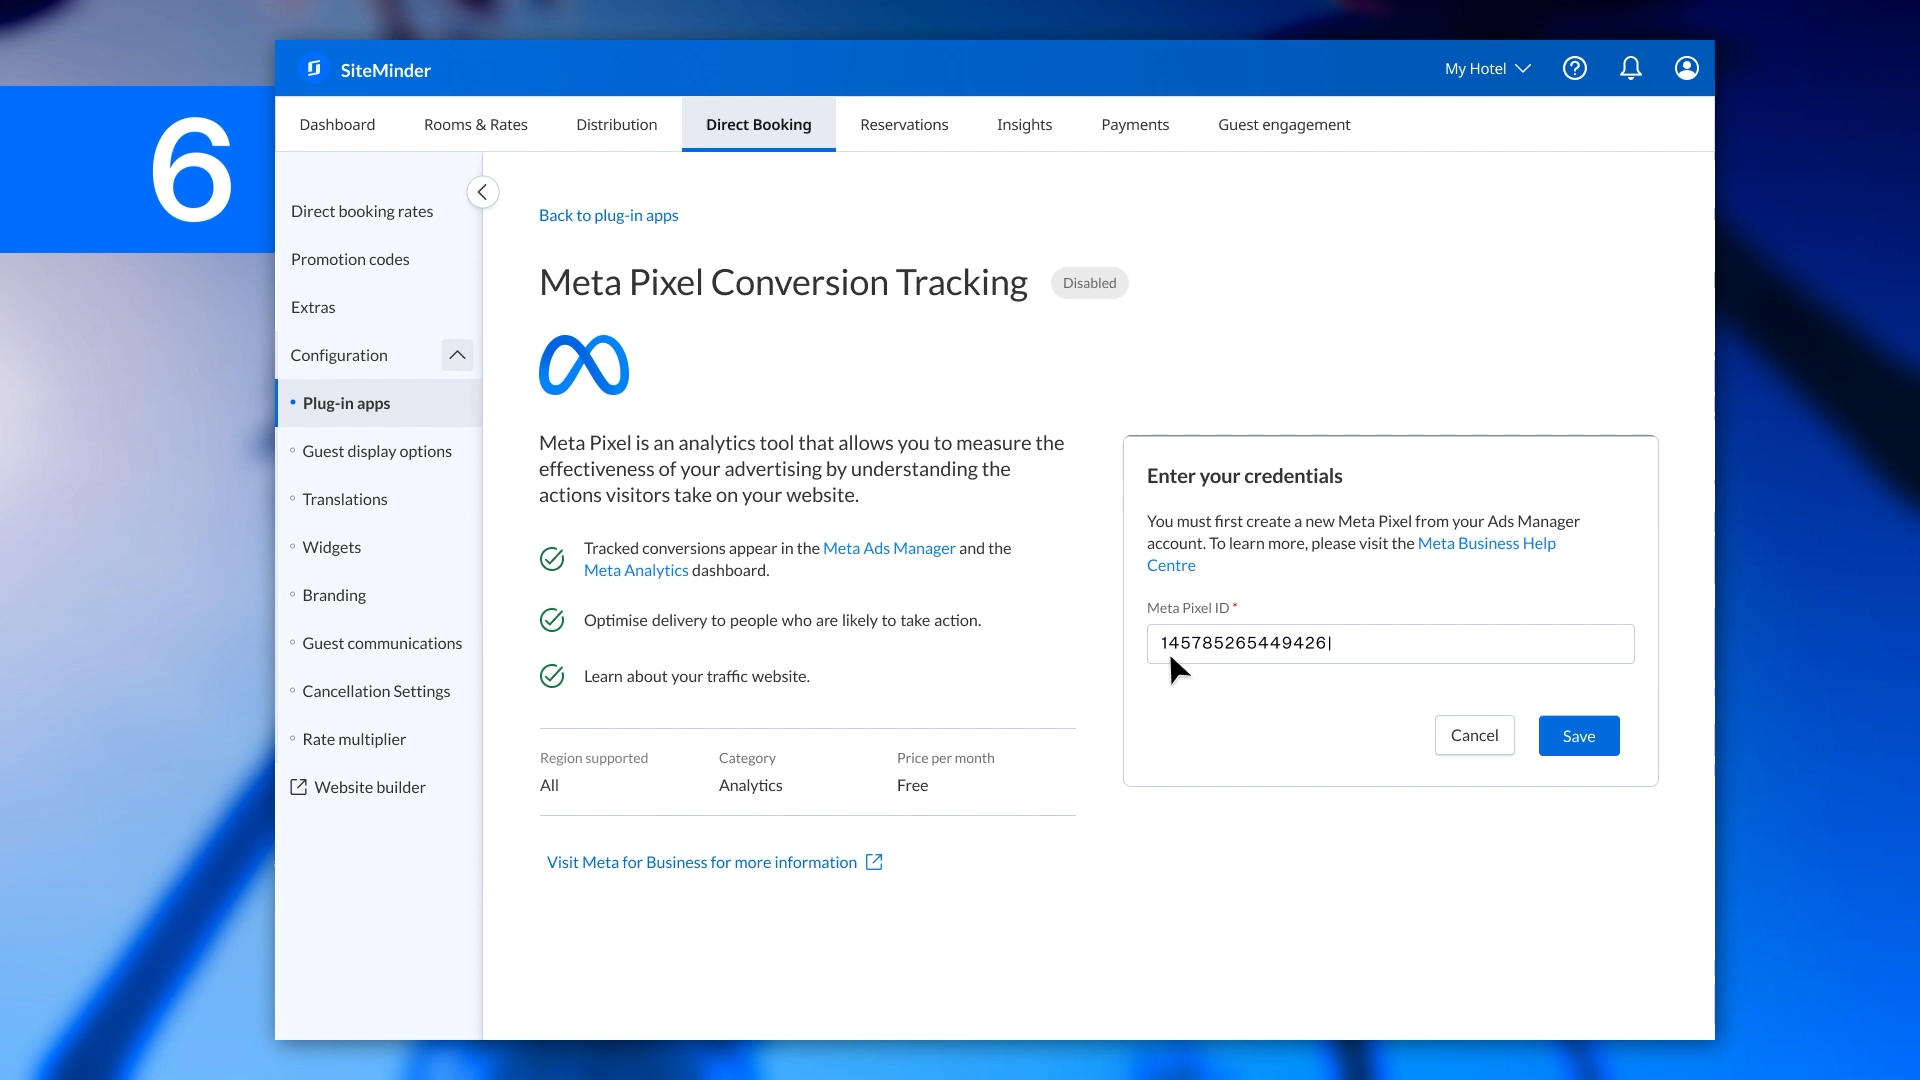 6
SiteMinder
My Hotel
Dashboard
Rooms & Rates
Distribution
Direct Booking
Reservations
Insights
Payments
Guest engagement
Direct booking rates
Promotion codes
Extras
Configuration
Plug-in apps
Guest display options
Translations
Widgets
Branding
Guest communications
Cancellation Settings
Rate multiplier
Website builder
Back to plug-in apps
Meta Pixel Conversion Tracking
Disabled
Meta Pixel is an analytics tool that allows you to measure the
effectiveness of your advertising by understanding the
actions visitors take on your website.
Tracked conversions appear in the Meta Ads Manager and the
Meta Analytics dashboard.
Optimise delivery to people who are likely to take action.
Learn about your traffic website.
Region supported
All
Category
Analytics
Price per month
Free
Visit Meta for Business for more information
Enter your credentials
You must first create a new Meta Pixel from your Ads Manager
account. To learn more, please visit the Meta Business Help
Centre
Meta Pixel ID *
145785265449426
Cancel
Save